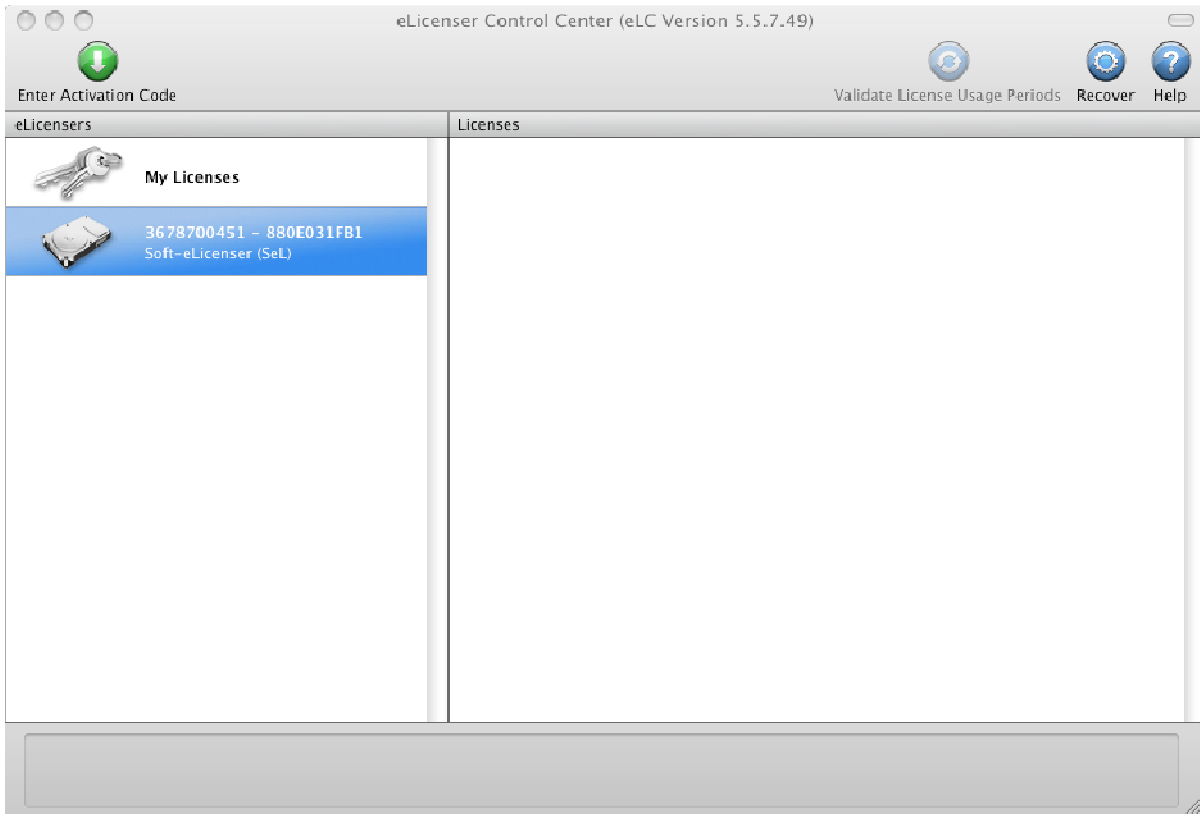 eLicenser Control Center (eLC Version 5.5.7.49)
Enter Activation Code
Validate License Usage Periods
Recover
Help
eLicensers
Licenses
My Licenses
3678700451 - 880E031FB1
Soft-eLicenser (SeL)